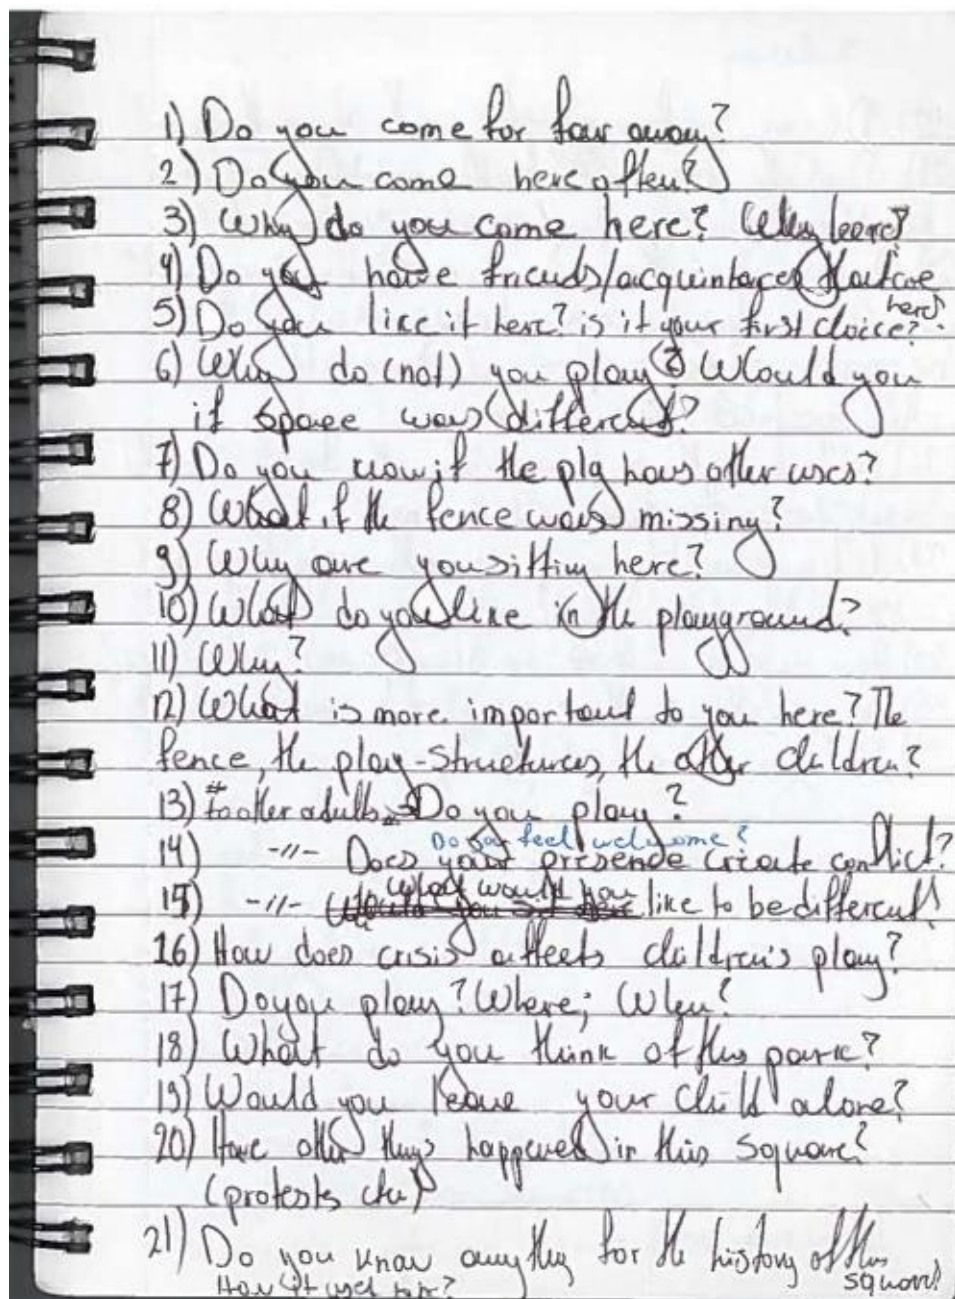 1) Do you come for far away?
2) Do you come here often?
3) Why do you come here? Why here?
4) Do you have friends/acquintances that are
here?
5) Do you like it here? is it your first choice?
6) Why do (not) you play? Would you
if space was different?
7) Do you know if the plg has other uses?
8) What if the fence was missing?
9) Why are you sitting here?
10) What do you like in the playground?
11) When?
12) What is more important to you here? The
fence, the play-structures, the other children?
13) * to other adults Do you play?
Do you feel welcome?
14) -//- Does your presence create conflict?
What would you
15) -//- like to be different?
16) How does crisis affects children's play?
17) Do you play? Where; When?
18) What do you think of this park?
19) Would you leave your child alone?
20) Have other things happened in this square?
(protests etc)
21) Do you know anything for the history of this
square?
How it used to be?